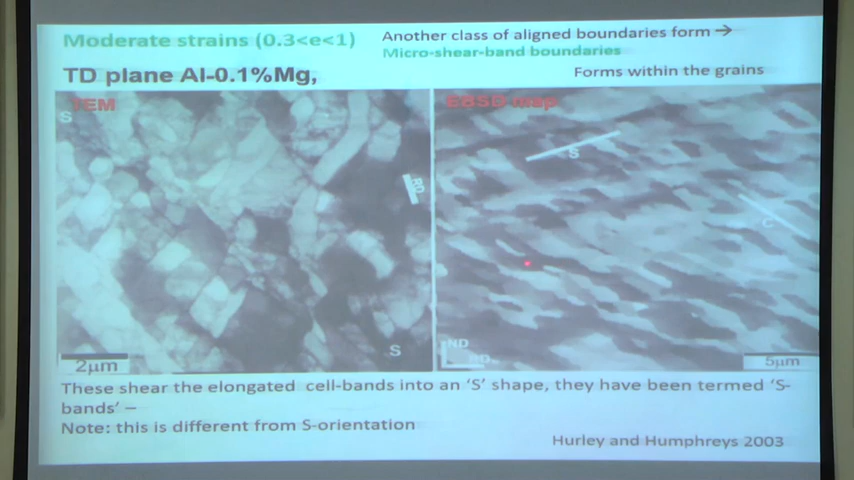 Moderate strains (0.3<e<1)
Another class of aligned boundaries form →
Micro-shear-band boundaries
TD plane Al-0.1%Mg,
Forms within the grains
TEM
S
RD
S
2μm
EBSD map
S
C
ND
RD
5μm
These shear the elongated cell-bands into an ‘S’ shape, they have been termed ‘S-
bands’ –
Note: this is different from S-orientation
Hurley and Humphreys 2003